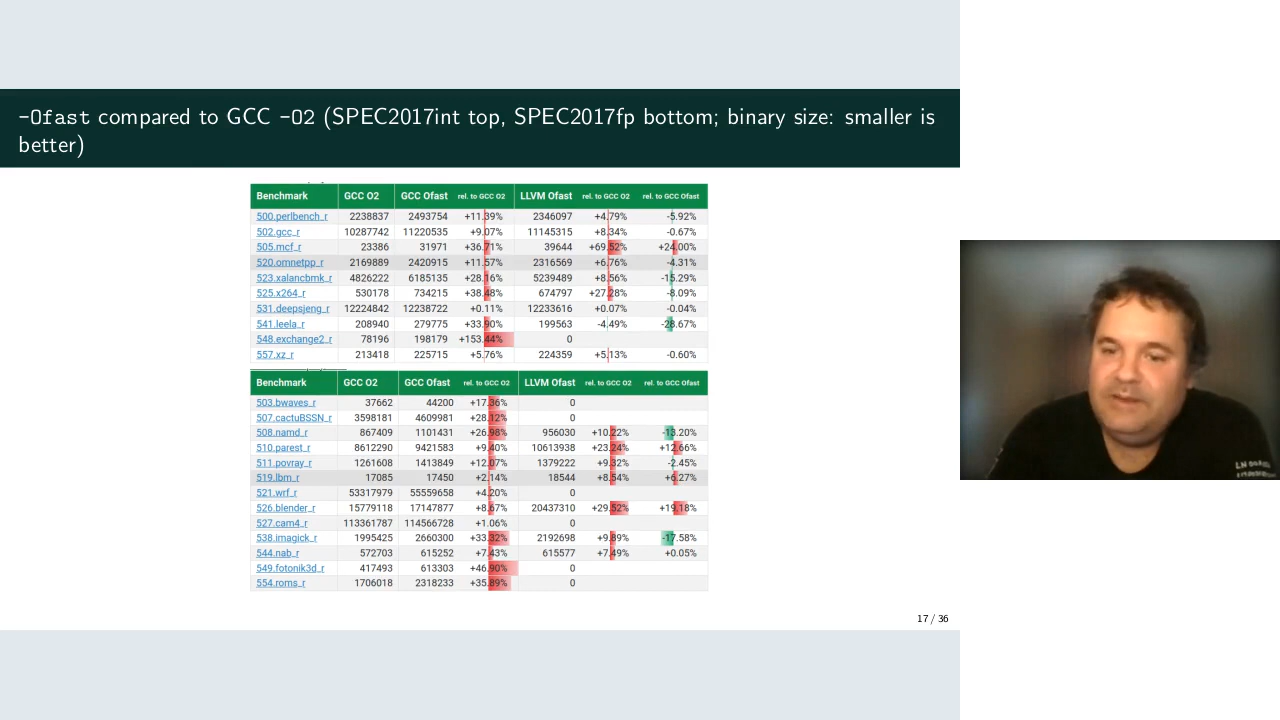 -Ofast compared to GCC -O2 (SPEC2017int top, SPEC2017fp bottom; binary size: smaller is
better)
Benchmark GCC O2 GCC Ofast rel. to GCC O2 LLVM Ofast rel. to GCC O2 rel. to GCC Ofast
500.perlbench_r 2238837 2493754 +11.39% 2346097 +4.79% -5.92%
502.gcc_r 10287742 11220535 +9.07% 11145315 +8.34% -0.67%
505.mcf_r 23386 31971 +36.71% 39644 +69.52% +24.00%
520.omnetpp_r 2169889 2420915 +11.57% 2316569 +6.76% -4.31%
523.xalancbmk_r 4826222 6185135 +28.16% 5239489 +8.56% -15.29%
525.x264_r 530178 734215 +38.48% 674797 +27.28% -8.09%
531.deepsjeng_r 12224842 12238722 +0.11% 12233616 +0.07% -0.04%
541.leela_r 208940 279775 +33.90% 199563 -4.49% -28.67%
548.exchange2_r 78196 198179 +153.44% 0
557.xz_r 213418 225715 +5.76% 224359 +5.13% -0.60%
Benchmark GCC O2 GCC Ofast rel. to GCC O2 LLVM Ofast rel. to GCC O2 rel. to GCC Ofast
503.bwaves_r 37662 44200 +17.36% 0
507.cactuBSSN_r 3598181 4609981 +28.12% 0
508.namd_r 867409 1101431 +26.98% 956030 +10.22% -13.20%
510.parest_r 8612290 9421583 +9.40% 10613938 +23.24% +12.66%
511.povray_r 1261608 1413849 +12.07% 1379222 +9.32% -2.45%
519.lbm_r 17085 17450 +2.14% 18544 +8.54% +6.27%
521.wrf_r 53317979 55559658 +4.20% 0
526.blender_r 15779118 17147877 +8.67% 20437310 +29.52% +19.18%
527.cam4_r 113361787 114566728 +1.06% 0
538.imagick_r 1995425 2660300 +33.32% 2192698 +9.89% -17.58%
544.nab_r 572703 615252 +7.43% 615577 +7.49% +0.05%
549.fotonik3d_r 417493 613303 +46.90% 0
554.roms_r 1706018 2318233 +35.89% 0
17 / 36